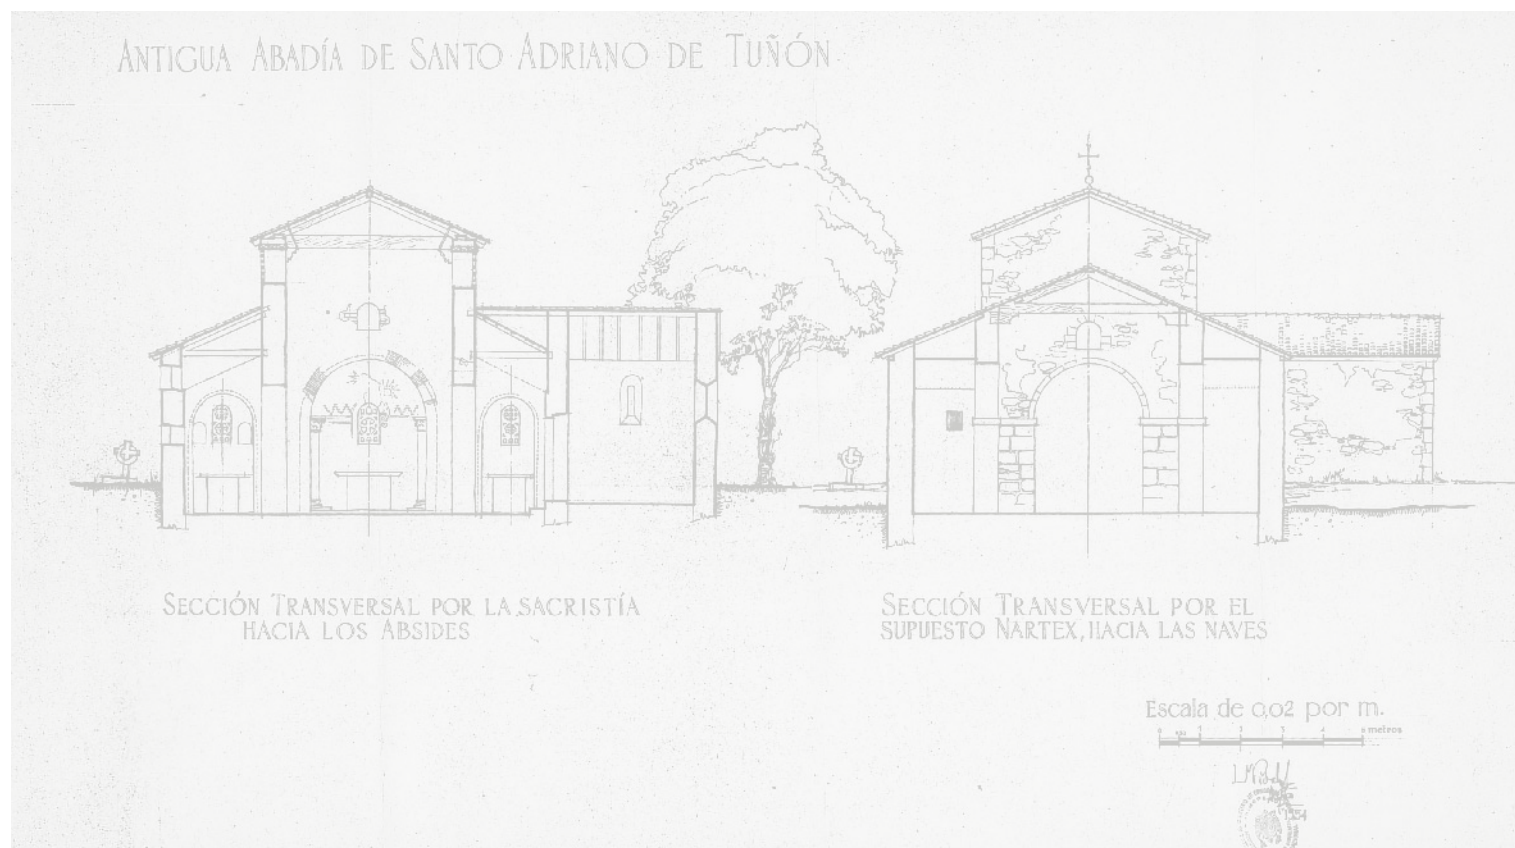 ANTIGUA ABADÍA DE SANTO ADRIANO DE TUÑÓN
SECCIÓN TRANSVERSAL POR LA SACRISTÍA
HACIA LOS ABSIDES
SECCIÓN TRANSVERSAL POR EL
SUPUESTO NARTEX, HACIA LAS NAVES
Escala de 0,02 por m.
metros